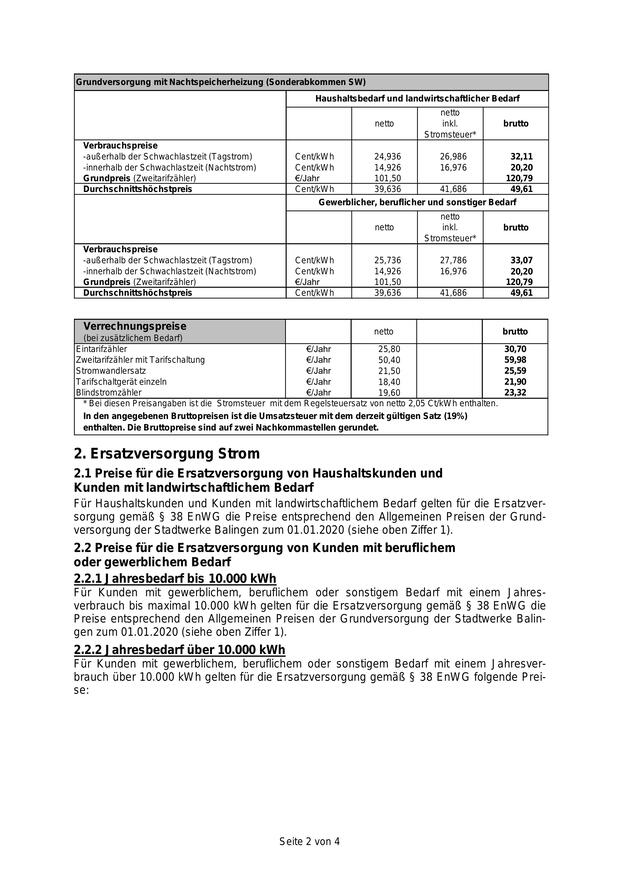 Grundversorgung mit Nachtspeicherheizung (Sonderabkommen SW)
Haushaltsbedarf und landwirtschaftlicher Bedarf
netto netto inkl. Stromsteuer* brutto
Verbrauchspreise
-außerhalb der Schwachlastzeit (Tagstrom) Cent/kWh 24,936 26,986 32,11
-innerhalb der Schwachlastzeit (Nachtstrom) Cent/kWh 14,926 16,976 20,20
Grundpreis (Zweitarifzähler) €/Jahr 101,50 120,79
Durchschnittshöchstpreis Cent/kWh 39,636 41,686 49,61
Gewerblicher, beruflicher und sonstiger Bedarf
netto netto inkl. Stromsteuer* brutto
Verbrauchspreise
-außerhalb der Schwachlastzeit (Tagstrom) Cent/kWh 25,736 27,786 33,07
-innerhalb der Schwachlastzeit (Nachtstrom) Cent/kWh 14,926 16,976 20,20
Grundpreis (Zweitarifzähler) €/Jahr 101,50 120,79
Durchschnittshöchstpreis Cent/kWh 39,636 41,686 49,61
Verrechnungspreise netto brutto
(bei zusätzlichem Bedarf)
Eintarifzähler €/Jahr 25,80 30,70
Zweitarifzähler mit Tarifschaltung €/Jahr 50,40 59,98
Stromwandlersatz €/Jahr 21,50 25,59
Tarifschaltgerät einzeln €/Jahr 18,40 21,90
Blindstromzähler €/Jahr 19,60 23,32
* Bei diesen Preisangaben ist die Stromsteuer mit dem Regelsteuersatz von netto 2,05 Ct/kWh enthalten.
In den angegebenen Bruttopreisen ist die Umsatzsteuer mit dem derzeit gültigen Satz (19%)
enthalten. Die Bruttopreise sind auf zwei Nachkommastellen gerundet.
2. Ersatzversorgung Strom
2.1 Preise für die Ersatzversorgung von Haushaltskunden und
Kunden mit landwirtschaftlichem Bedarf
Für Haushaltskunden und Kunden mit landwirtschaftlichem Bedarf gelten für die Ersatzver-
sorgung gemäß § 38 EnWG die Preise entsprechend den Allgemeinen Preisen der Grund-
versorgung der Stadtwerke Balingen zum 01.01.2020 (siehe oben Ziffer 1).
2.2 Preise für die Ersatzversorgung von Kunden mit beruflichem
oder gewerblichem Bedarf
2.2.1 Jahresbedarf bis 10.000 kWh
Für Kunden mit gewerblichem, beruflichem oder sonstigem Bedarf mit einem Jahres-
verbrauch bis maximal 10.000 kWh gelten für die Ersatzversorgung gemäß § 38 EnWG die
Preise entsprechend den Allgemeinen Preisen der Grundversorgung der Stadtwerke Balin-
gen zum 01.01.2020 (siehe oben Ziffer 1).
2.2.2 Jahresbedarf über 10.000 kWh
Für Kunden mit gewerblichem, beruflichem oder sonstigem Bedarf mit einem Jahresver-
brauch über 10.000 kWh gelten für die Ersatzversorgung gemäß § 38 EnWG folgende Prei-
se:
Seite 2 von 4